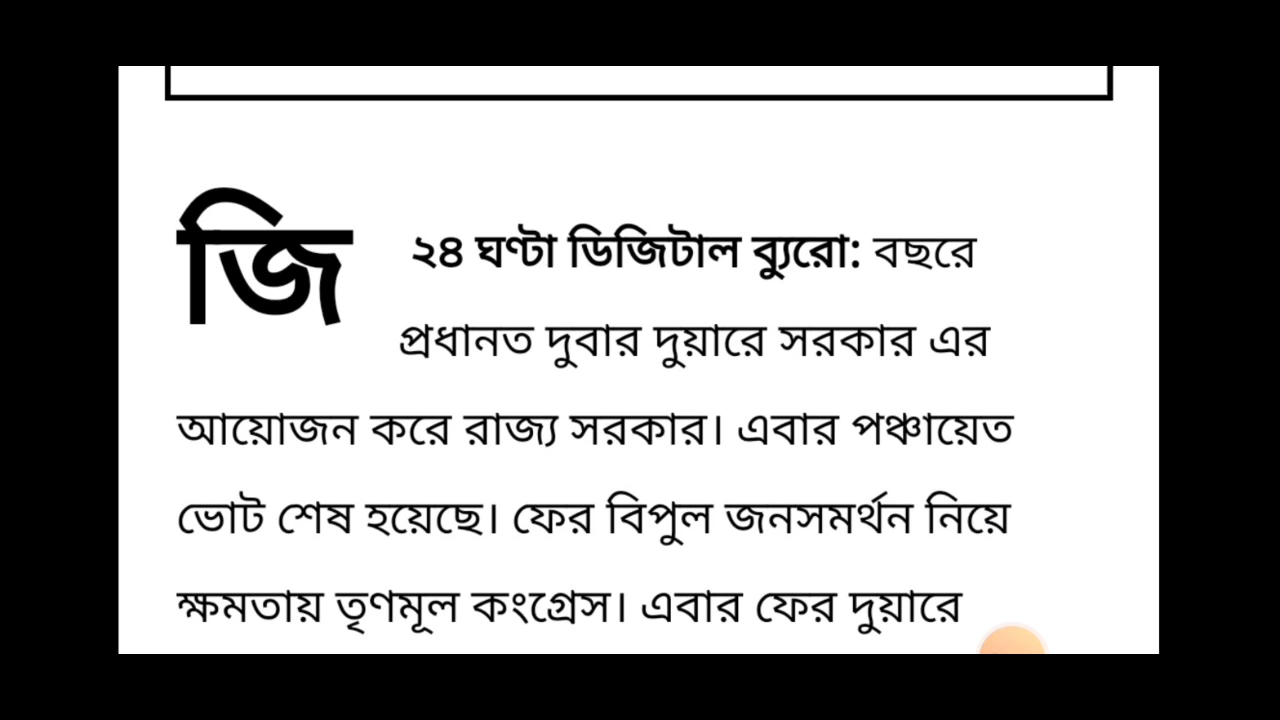 জি ২৪ ঘণ্টা ডিজিটাল ব্যুরো: বছরে
প্রধানত দুবার দুয়ারে সরকার এর
আয়োজন করে রাজ্য সরকার। এবার পঞ্চায়েত
ভোট শেষ হয়েছে। ফের বিপুল জনসমর্থন নিয়ে
ক্ষমতায় তৃণমূল কংগ্রেস। এবার ফের দুয়ারে